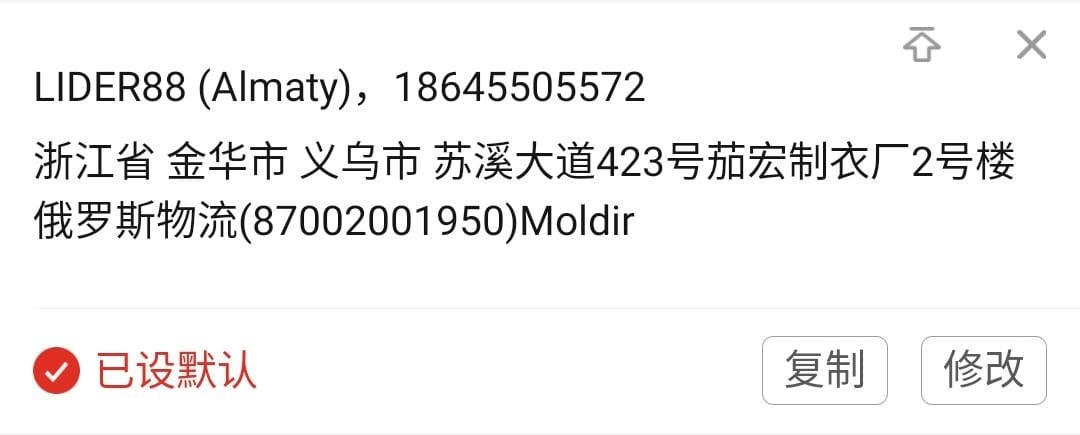 LIDER88 (Almaty)，18645505572
浙江省 金华市 义乌市 苏溪大道423号茄宏制衣厂2号楼
俄罗斯物流(87002001950)Moldir
已设默认
复制
修改